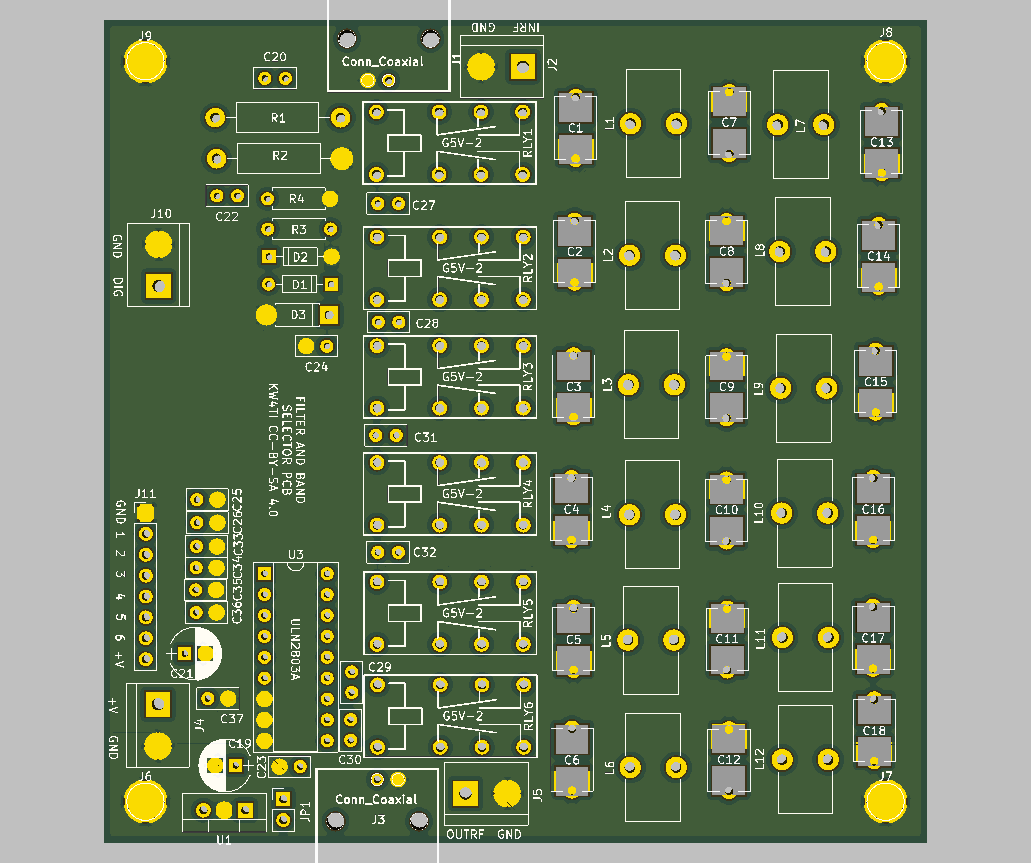 J9
C20
Conn_Coaxial
J1
GND
INRF
J2
J8
R1
R2
C22
R4
R3
D2
D1
D3
C24
J10
GND
DIG
G5V-2
RLY1
C27
G5V-2
RLY2
C28
G5V-2
RLY3
C31
G5V-2
RLY4
C32
G5V-2
RLY5
C29
G5V-2
RLY6
C30
C1
L1
C7
L7
C13
C2
L2
C8
L8
C14
C3
L3
C9
L9
C15
C4
L4
C10
L10
C16
C5
L5
C11
L11
C17
C6
L6
C12
L12
C18
FILTER AND BAND
SELECTOR PCB
KW4TI CC-BY-SA 4.0
J11
GND
1
2
3
4
5
6
+V
C25
C26
C33
C34
C35
C36
U3
ULN2803A
C21
C37
+V
GND
J4
C19
C23
J6
U1
JP1
Conn_Coaxial
J3
J5
OUTRF GND
J7